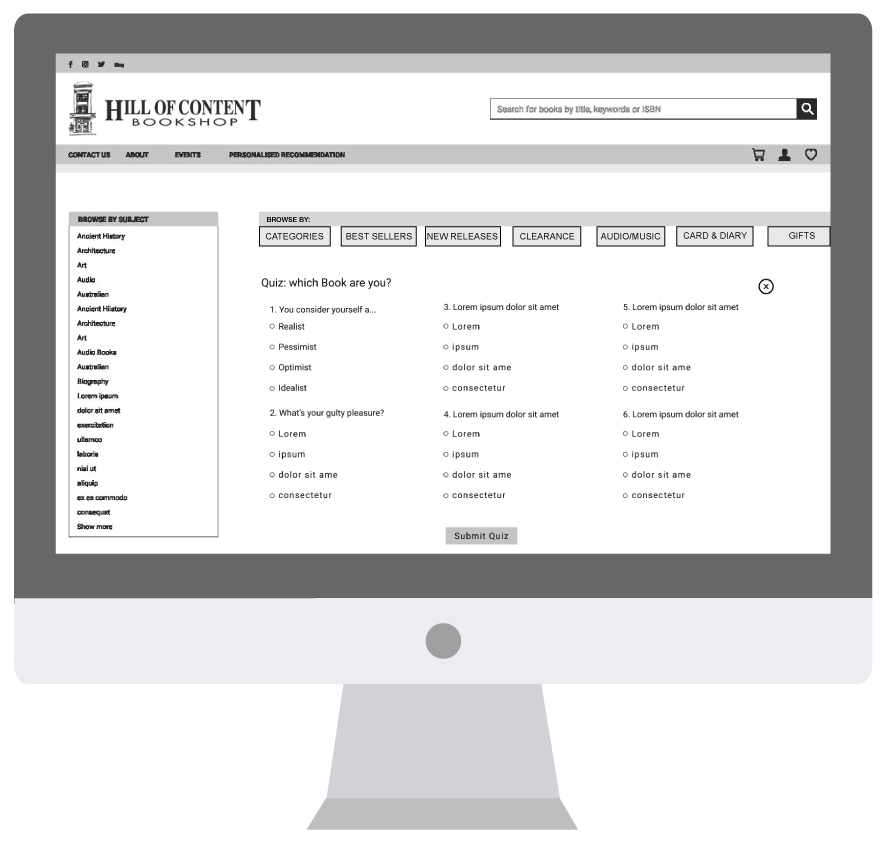 f Blog
HILL OF CONTENT
BOOKSHOP
Search for books by title, keywords or ISBN
CONTACT US ABOUT EVENTS PERSONALISED RECOMMENDATION
BROWSE BY SUBJECT
Ancient History
Architecture
Art
Audio
Australian
Ancient Hiistory
Architecture
Art
Audio Books
Australian
Biography
Lorem ipsum
dolor sit amet
exercitation
ullamco
laboris
nisi ut
aliquip
ex ea commodo
consequat
Show more
BROWSE BY:
CATEGORIES BEST SELLERS NEW RELEASES CLEARANCE AUDIO/MUSIC CARD & DIARY GIFTS
Quiz: which Book are you?
1. You consider yourself a...
Realist
Pessimist
Optimist
Idealist
2. What's your gulty pleasure?
Lorem
ipsum
dolor sit ame
consectetur
3. Lorem ipsum dolor sit amet
Lorem
ipsum
dolor sit ame
consectetur
4. Lorem ipsum dolor sit amet
Lorem
ipsum
dolor sit ame
consectetur
5. Lorem ipsum dolor sit amet
Lorem
ipsum
dolor sit ame
consectetur
6. Lorem ipsum dolor sit amet
Lorem
ipsum
dolor sit ame
consectetur
Submit Quiz